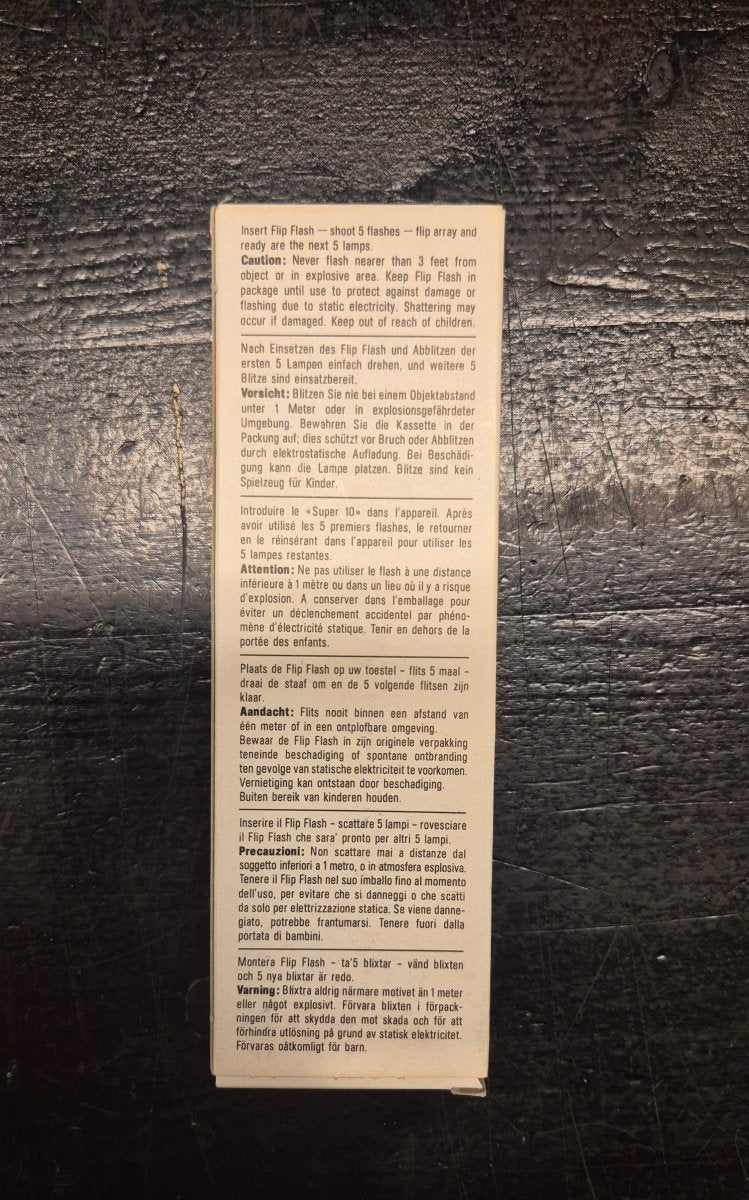 Insert Flip Flash — shoot 5 flashes — flip array and
ready are the next 5 lamps.
Caution: Never flash nearer than 3 feet from
object or in explosive area. Keep Flip Flash in
package until use to protect against damage or
flashing due to static electricity. Shattering may
occur if damaged. Keep out of reach of children.
Nach Einsetzen des Flip Flash und Abblitzen der
ersten 5 Lampen einfach drehen, und weitere 5
Blitze sind einsatzbereit.
Vorsicht: Blitzen Sie nie bei einem Objektabstand
unter 1 Meter oder in explosionsgefährdeter
Umgebung. Bewahren Sie die Kassette in der
Packung auf; dies schützt vor Bruch oder Abblitzen
durch elektrostatische Aufladung. Bei Beschädi-
gung kann die Lampe platzen. Blitze sind kein
Spielzeug für Kinder.
Introduire le «Super 10» dans l'appareil. Après
avoir utilisé les 5 premiers flashes, le retourner
en le réinsérant dans l'appareil pour utiliser les
5 lampes restantes.
Attention: Ne pas utiliser le flash à une distance
inférieure à 1 mètre ou dans un lieu où il y a risque
d'explosion. A conserver dans l'emballage pour
éviter un déclenchement accidentel par phéno-
mène d'électricité statique. Tenir en dehors de la
portée des enfants.
Plaats de Flip Flash op uw toestel - flits 5 maal -
draai de staaf om en de 5 volgende flitsen zijn
klaar.
Aandacht: Flits nooit binnen een afstand van
één meter of in een ontplofbare omgeving.
Bewaar de Flip Flash in zijn originele verpakking
teneinde beschadiging of spontane ontbranding
ten gevolge van statische elektriciteit te voorkomen.
Vernietiging kan ontstaan door beschadiging.
Buiten bereik van kinderen houden.
Inserire il Flip Flash - scattare 5 lampi - rovesciare
il Flip Flash che sara' pronto per altri 5 lampi.
Precauzioni: Non scattare mai a distanze dal
soggetto inferiori a 1 metro, o in atmosfera esplosiva.
Tenere il Flip Flash nel suo imballo fino al momento
dell'uso, per evitare che si danneggi o che scatti
da solo per elettrizzazione statica. Se viene danne-
giato, potrebbe frantumarsi. Tenere fuori dalla
portata di bambini.
Montera Flip Flash - ta'5 blixtar - vänd blixten
och 5 nya blixtar är redo.
Varning: Blixtra aldrig närmare motivet än 1 meter
eller något explosivt. Förvara blixten i förpack-
ningen för att skydda den mot skada och för att
förhindra utlösning på grund av statisk elektricitet.
Förvaras oåtkomligt för barn.